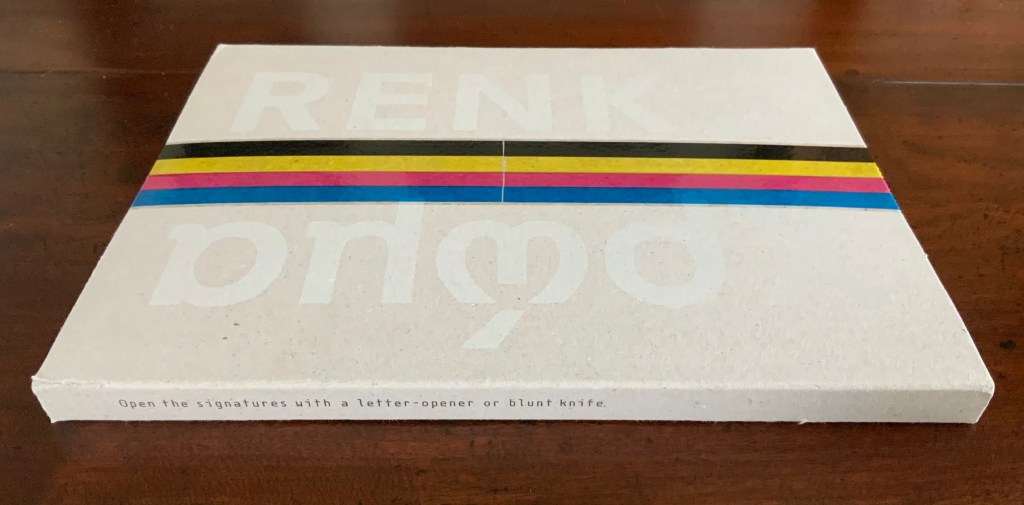 RENK
Open the signatures with a letter-opener or blunt knife.